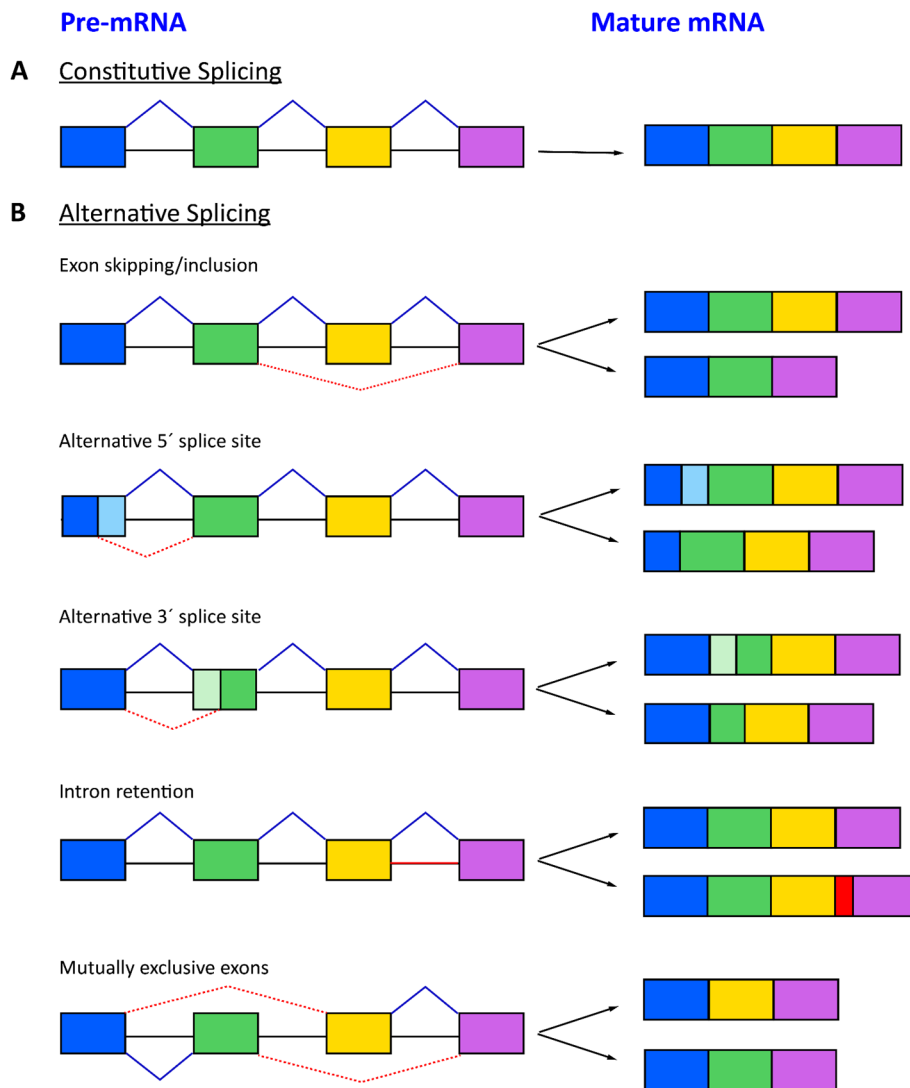 Pre-mRNA
Mature mRNA
A Constitutive Splicing
B Alternative Splicing
Exon skipping/inclusion
Alternative 5´ splice site
Alternative 3´ splice site
Intron retention
Mutually exclusive exons